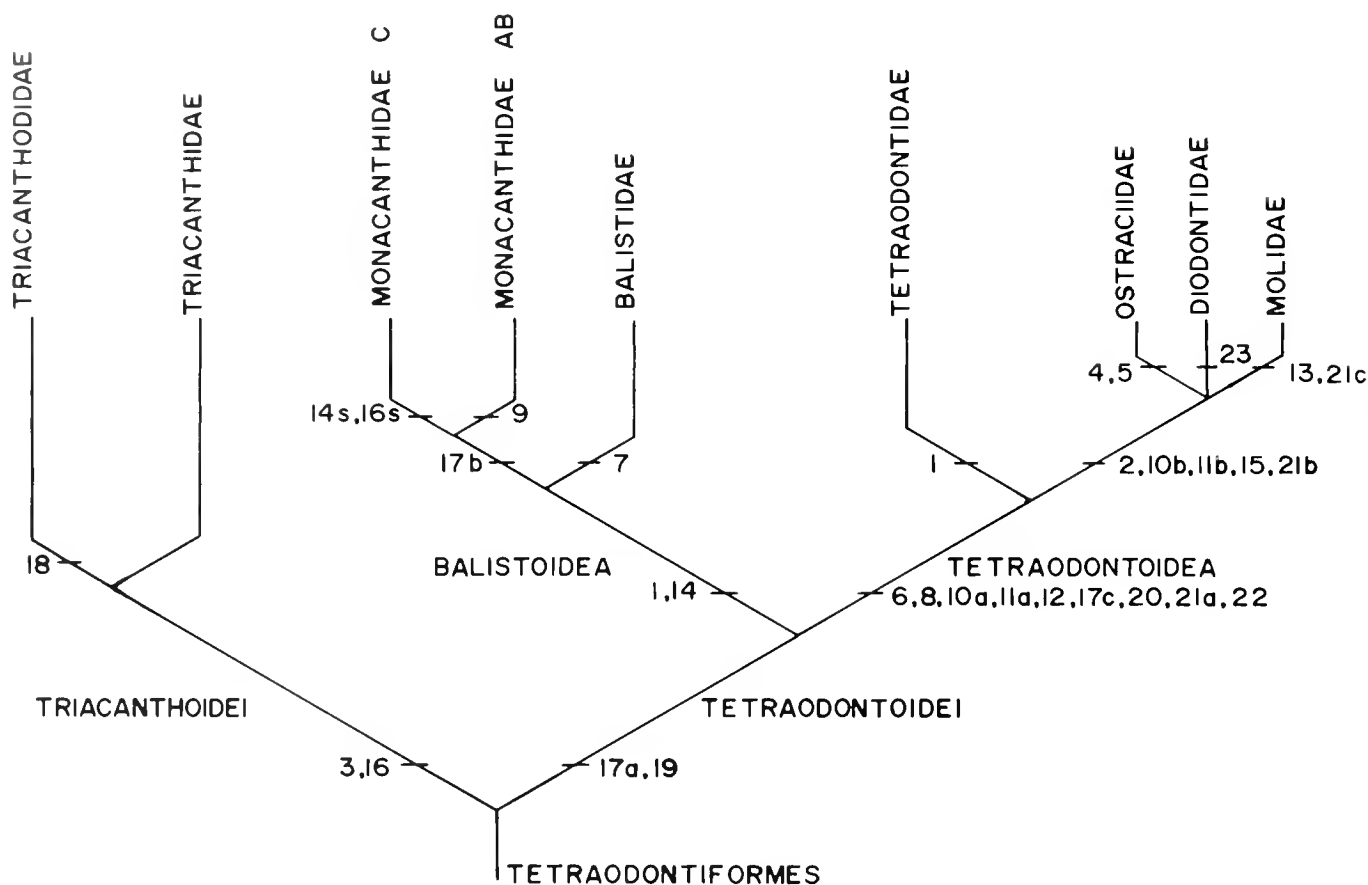 TRIACANTHODIDAE
TRIACANTHIDAE
MONACANTHIDAE C
MONACANTHIDAE AB
BALISTIDAE
TETRAODONTIDAE
OSTRACIIDAE
DIODONTIDAE
MOLIDAE
4,5
23
13,21c
14s,16s
9
17b
7
1
2,10b,11b,15,21b
18
BALISTOIDEA
TETRAODONTOIDEA
1,14
6,8,10a,11a,12,17c,20,21a,22
TRIACANTHOIDEI
TETRAODONTOIDEI
3,16
17a,19
TETRAODONTIFORMES